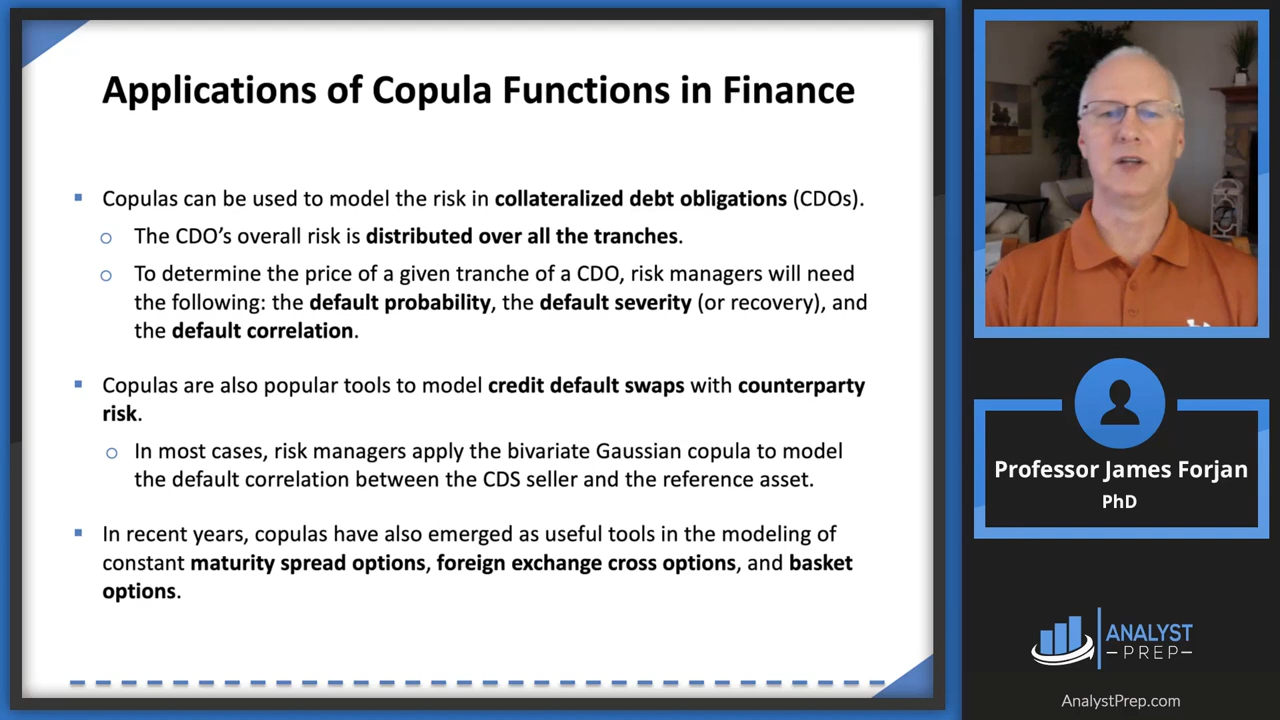 Applications of Copula Functions in Finance
▪ Copulas can be used to model the risk in collateralized debt obligations (CDOs).
o The CDO's overall risk is distributed over all the tranches.
o To determine the price of a given tranche of a CDO, risk managers will need
the following: the default probability, the default severity (or recovery), and
the default correlation.
▪ Copulas are also popular tools to model credit default swaps with counterparty
risk.
o In most cases, risk managers apply the bivariate Gaussian copula to model
the default correlation between the CDS seller and the reference asset.
▪ In recent years, copulas have also emerged as useful tools in the modeling of
constant maturity spread options, foreign exchange cross options, and basket
options.
Professor James Forjan
PhD
ANALYST
PREP
AnalystPrep.com